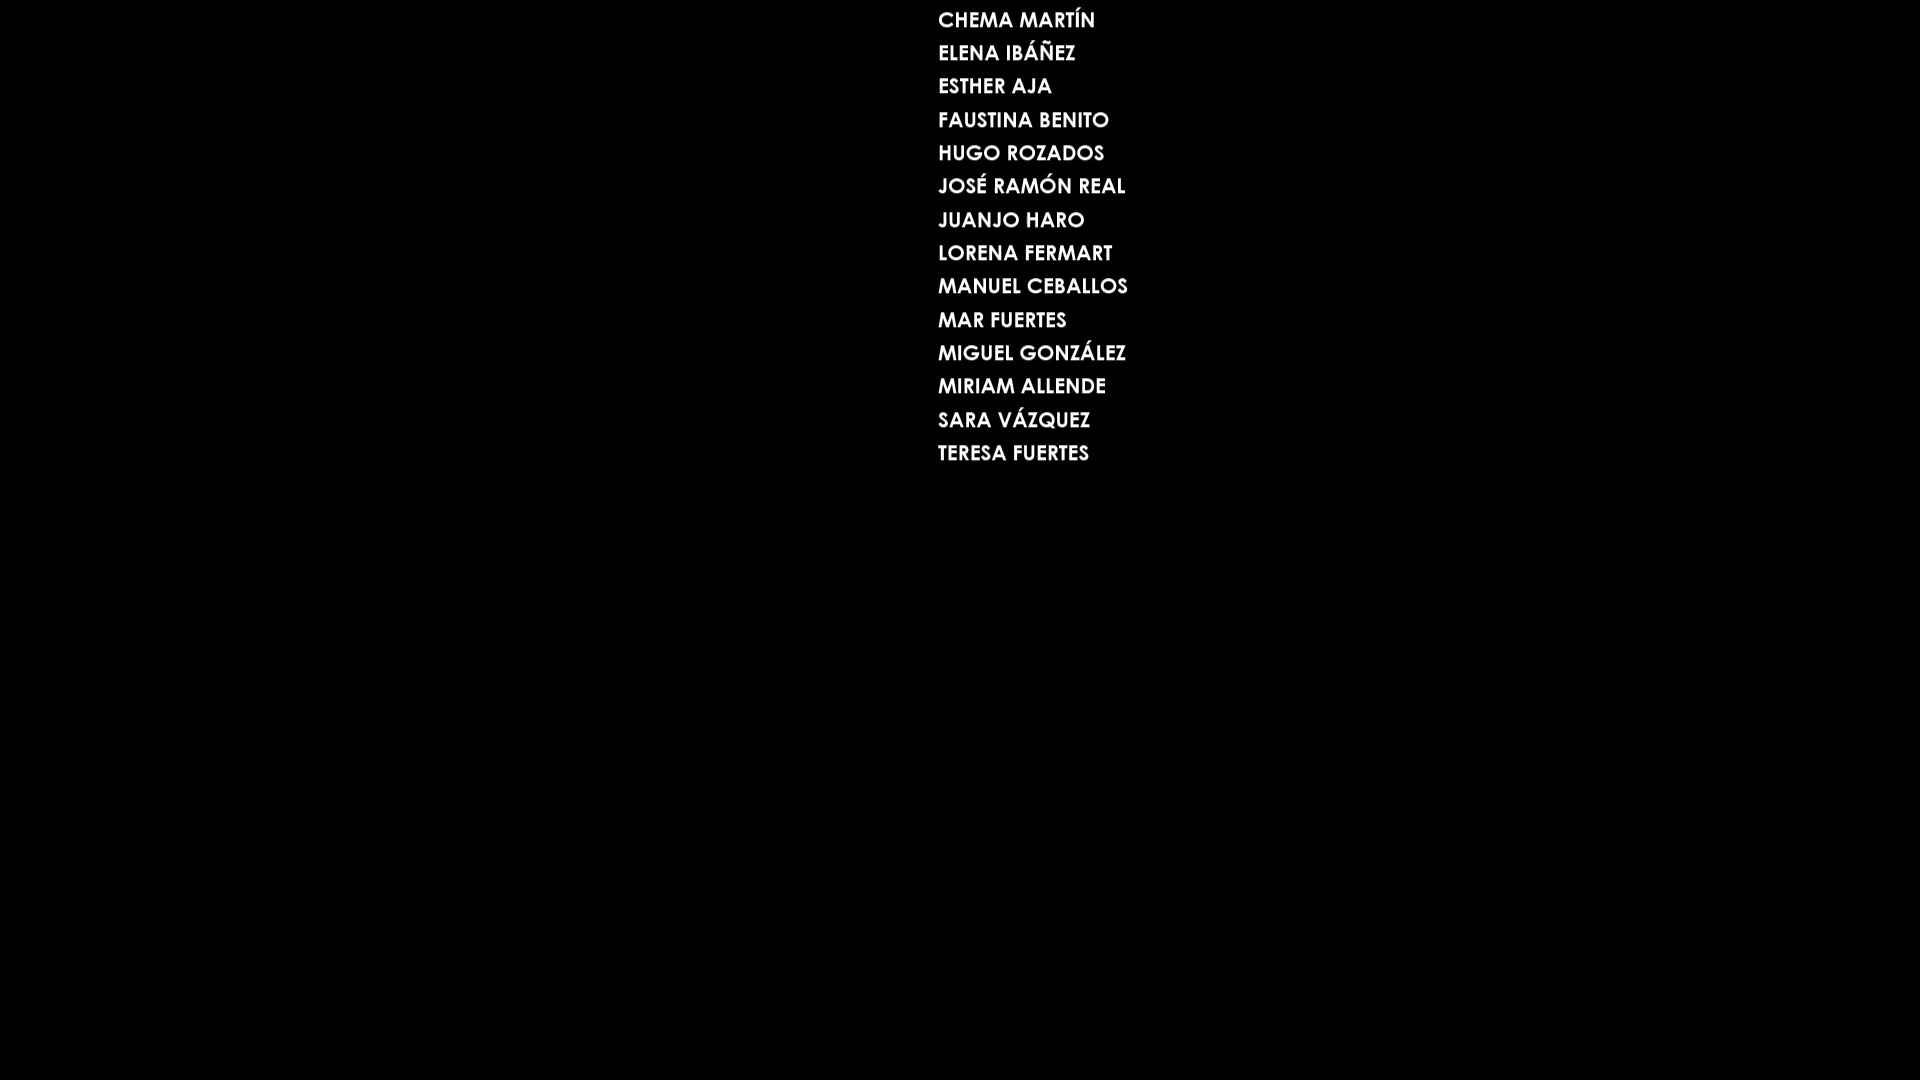 CHEMA MARTÍN
ELENA IBÁÑEZ
ESTHER AJA
FAUSTINA BENITO
HUGO ROZADOS
JOSÉ RAMÓN REAL
JUANJO HARO
LORENA FERMART
MANUEL CEBALLOS
MAR FUERTES
MIGUEL GONZÁLEZ
MIRIAM ALLENDE
SARA VÁZQUEZ
TERESA FUERTES